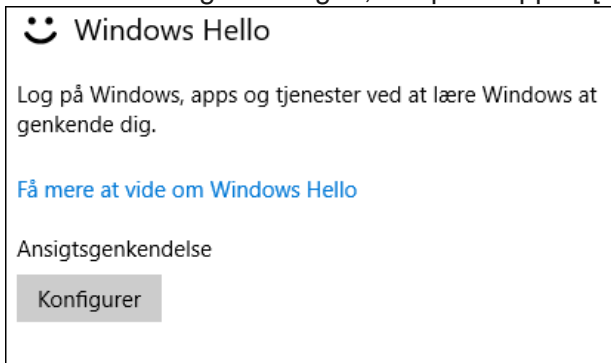 Windows Hello
Log på Windows, apps og tjenester ved at lære Windows at
genkende dig.
Få mere at vide om Windows Hello
Ansigtsgenkendelse
Konfigurer